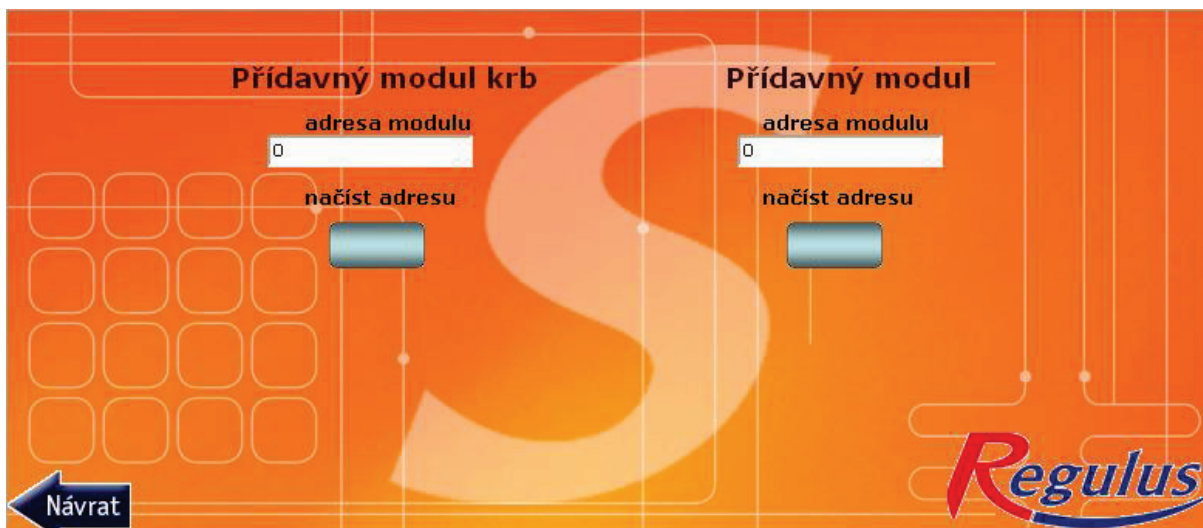 Přídavný modul krb
adresa modulu
0
načíst adresu
Přídavný modul
adresa modulu
0
načíst adresu
Návrat
Regulus